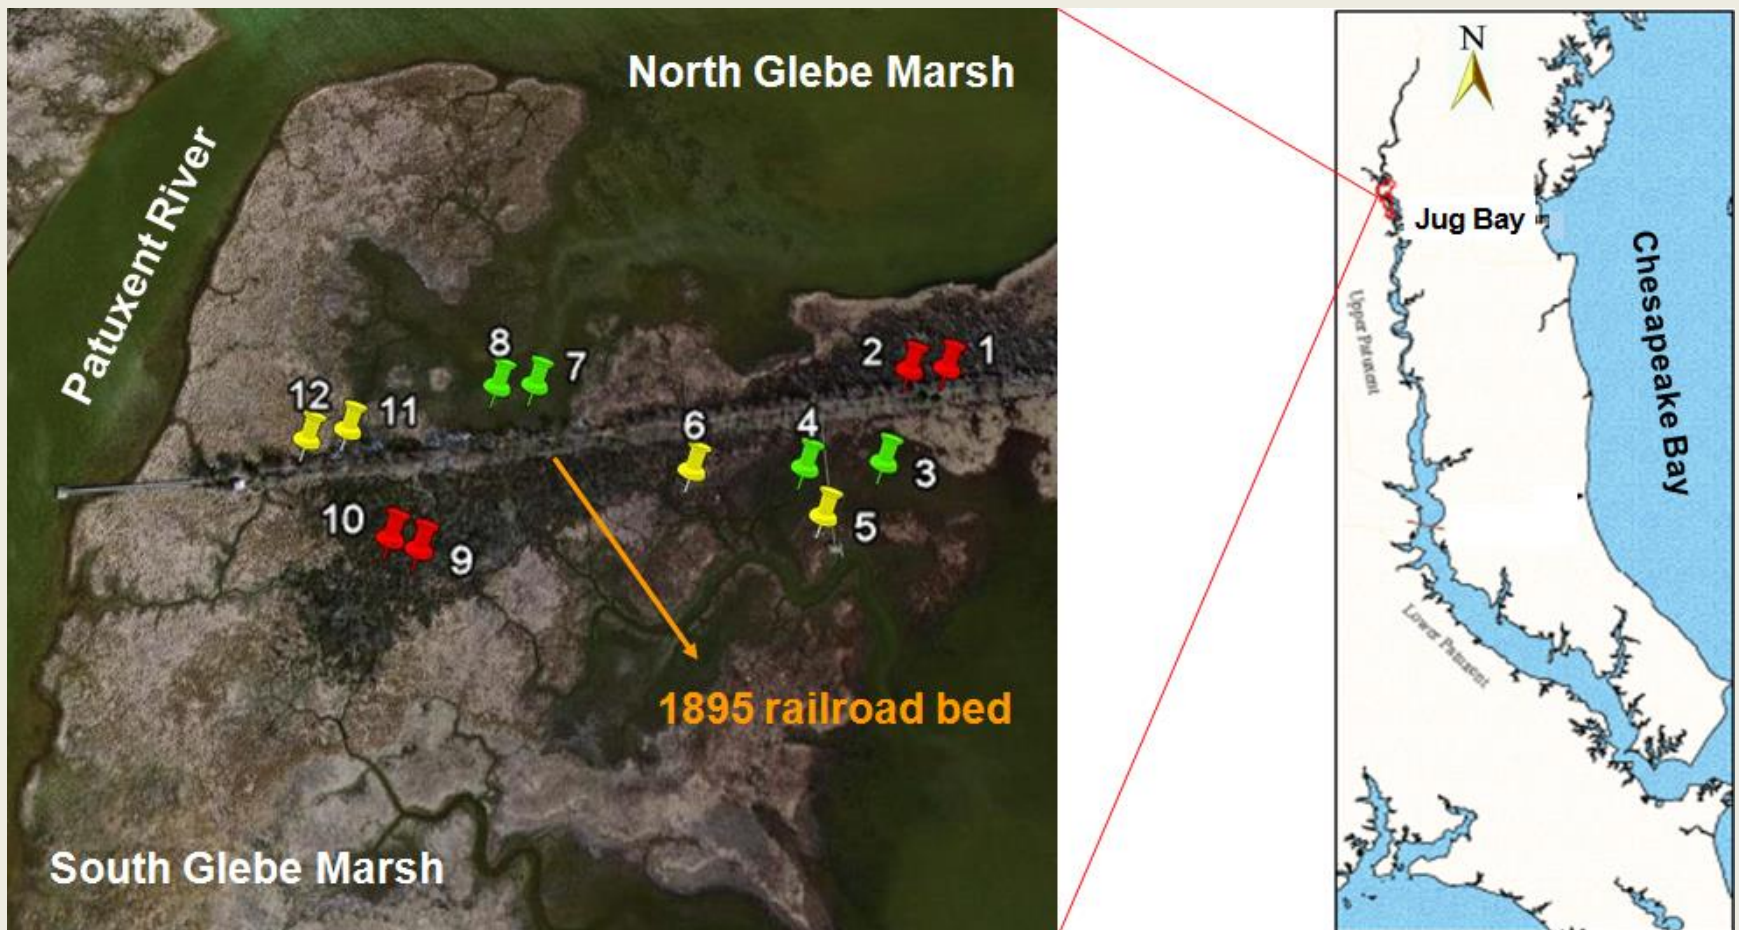 North Glebe Marsh
Patuxent River
8
7
2
1
12
11
6
4
3
10
9
5
1895 railroad bed
South Glebe Marsh
N
Jug Bay
Chesapeake Bay
Upper Patuxent
Lower Patuxent